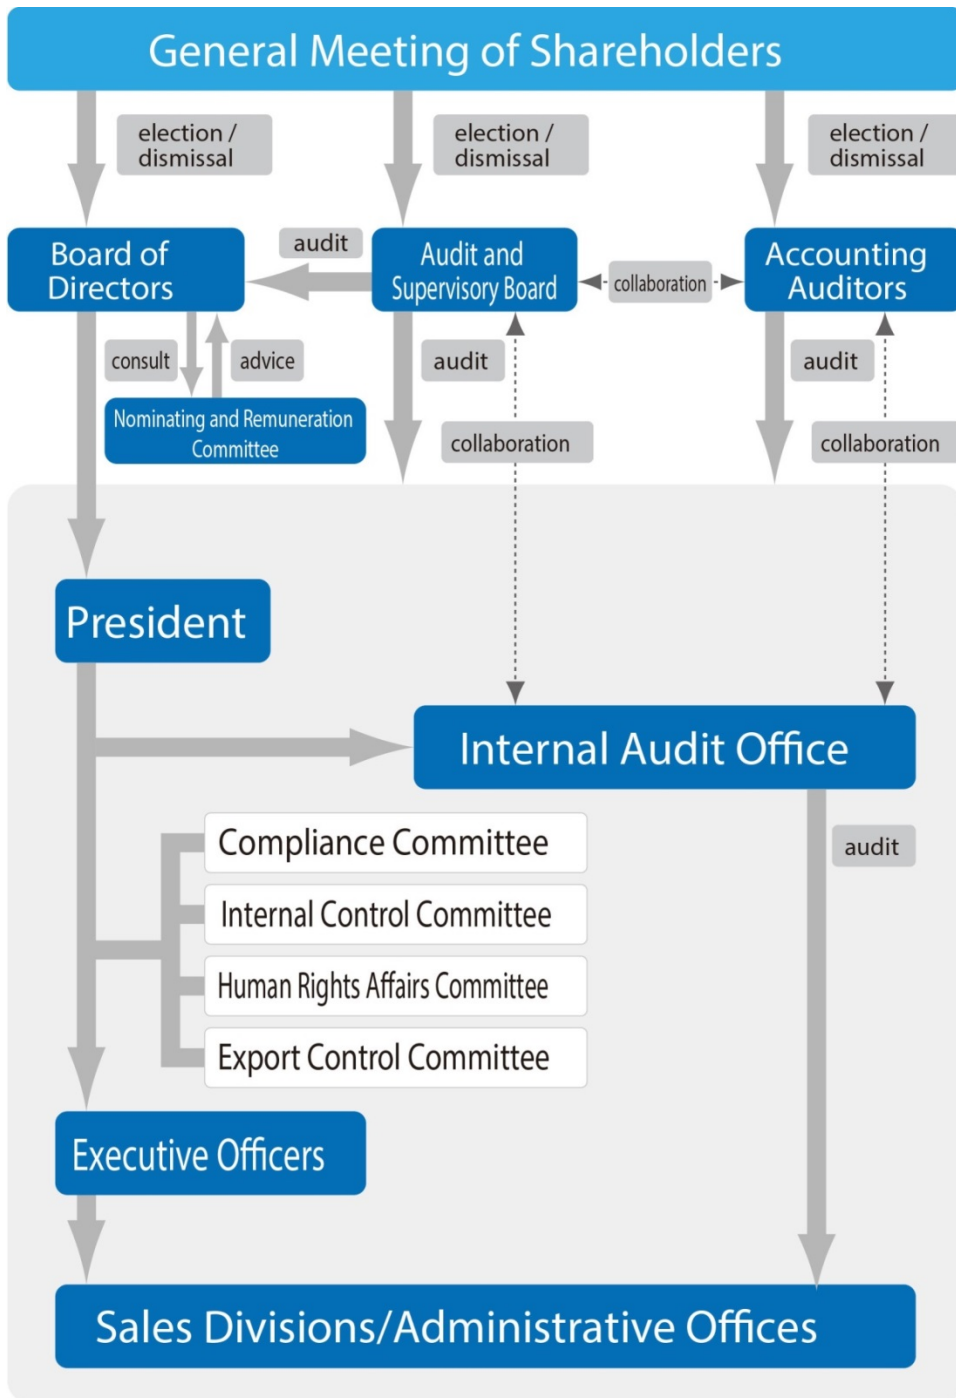 General Meeting of Shareholders
election /
dismissal
election /
dismissal
election /
dismissal
Board of
Directors
audit
Audit and
Supervisory Board
collaboration
Accounting
Auditors
consult
advice
audit
audit
Nominating and Remuneration
Committee
collaboration
collaboration
President
Internal Audit Office
Compliance Committee
audit
Internal Control Committee
Human Rights Affairs Committee
Export Control Committee
Executive Officers
Sales Divisions/Administrative Offices